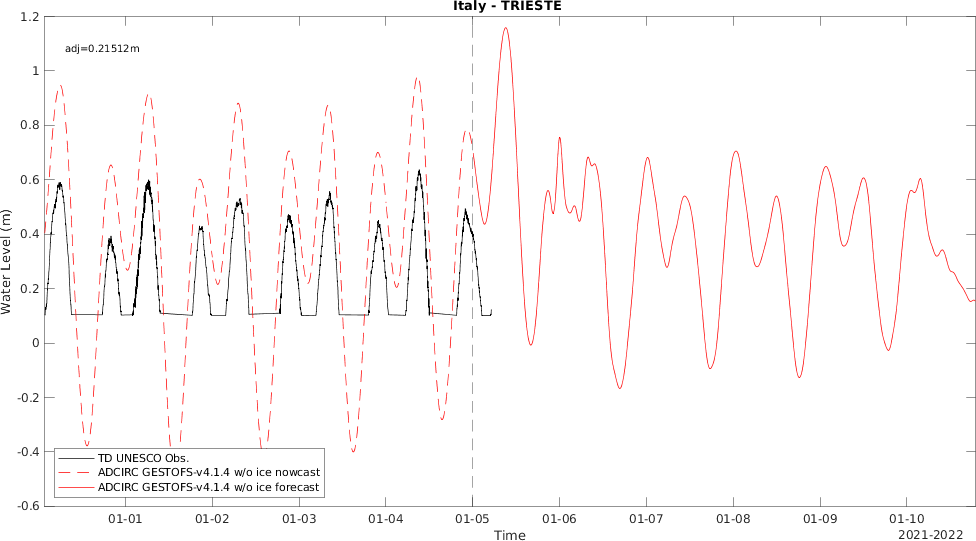 Italy - TRIESTE
adj=0.21512m
1.2
1
0.8
0.6
0.4
0.2
0
-0.2
-0.4
-0.6
Water Level (m)
TD UNESCO Obs.
ADCIRC GESTOFS-v4.1.4 w/o ice nowcast
ADCIRC GESTOFS-v4.1.4 w/o ice forecast
01-01 01-02 01-03 01-04 01-05 01-06 01-07 01-08 01-09 01-10
Time
2021-2022